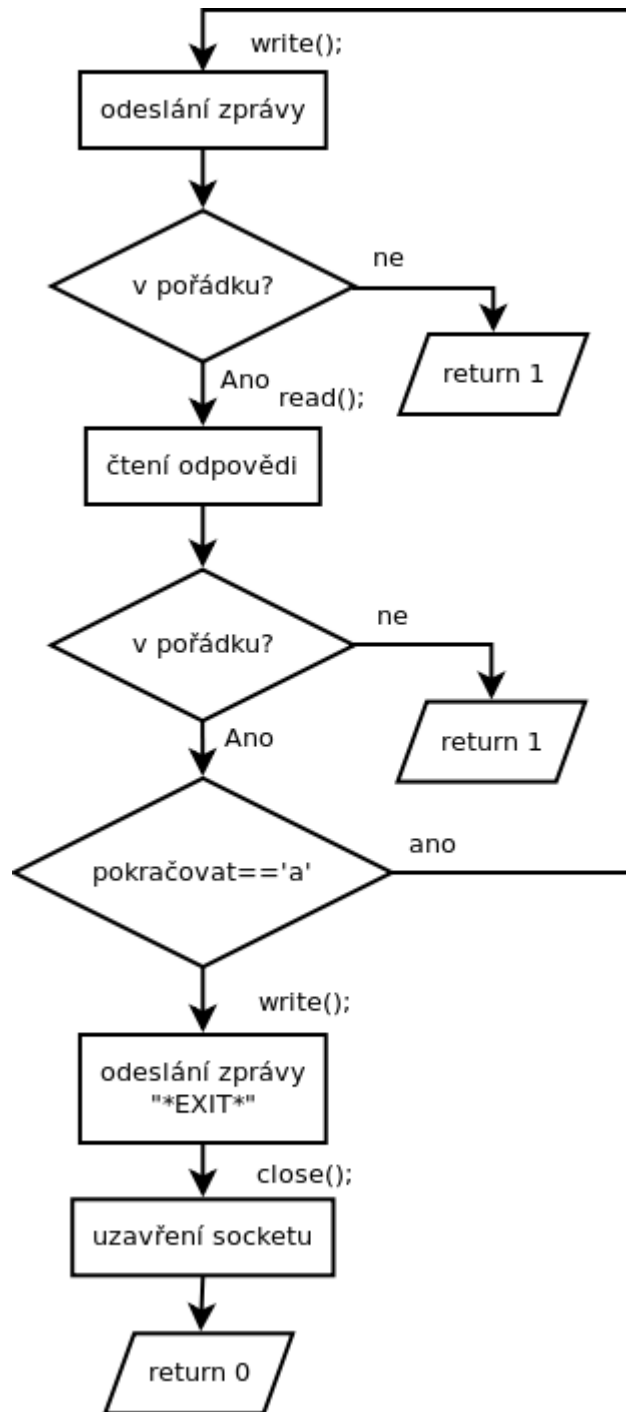 write();
odeslání zprávy
v pořádku?
ne
return 1
Ano
read();
čtení odpovědi
v pořádku?
ne
return 1
Ano
pokračovat=='a'
ano
write();
odeslání zprávy
"*EXIT*"
close();
uzavření socketu
return 0